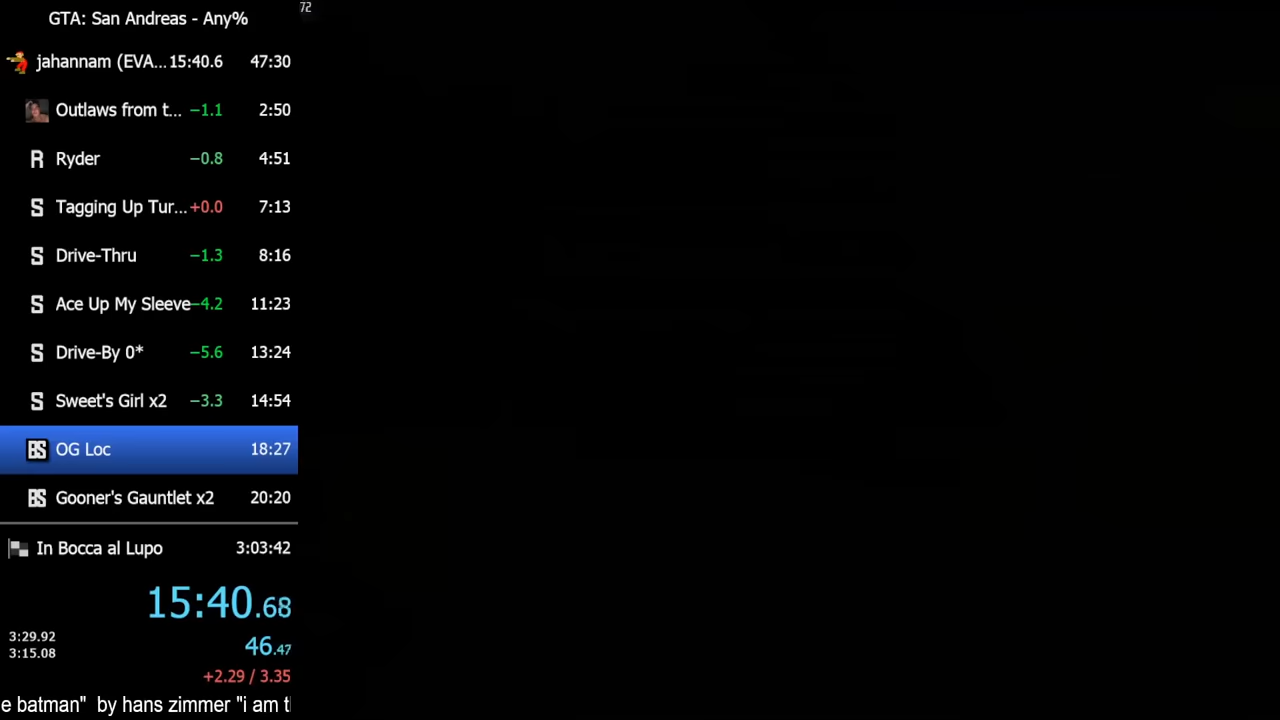 GTA: San Andreas - Any%
72
jahannam (EVA... 15:40.6 47:30
Outlaws from t... −1.1 2:50
R Ryder −0.8 4:51
S Tagging Up Tur... +0.0 7:13
S Drive-Thru −1.3 8:16
S Ace Up My Sleeve −4.2 11:23
S Drive-By 0* −5.6 13:24
S Sweet's Girl x2 −3.3 14:54
BS OG Loc 18:27
BS Gooner's Gauntlet x2 20:20
In Bocca al Lupo 3:03:42
15:40.68
3:29.92
3:15.08
46.47
+2.29 / 3.35
e batman" by hans zimmer "i am t